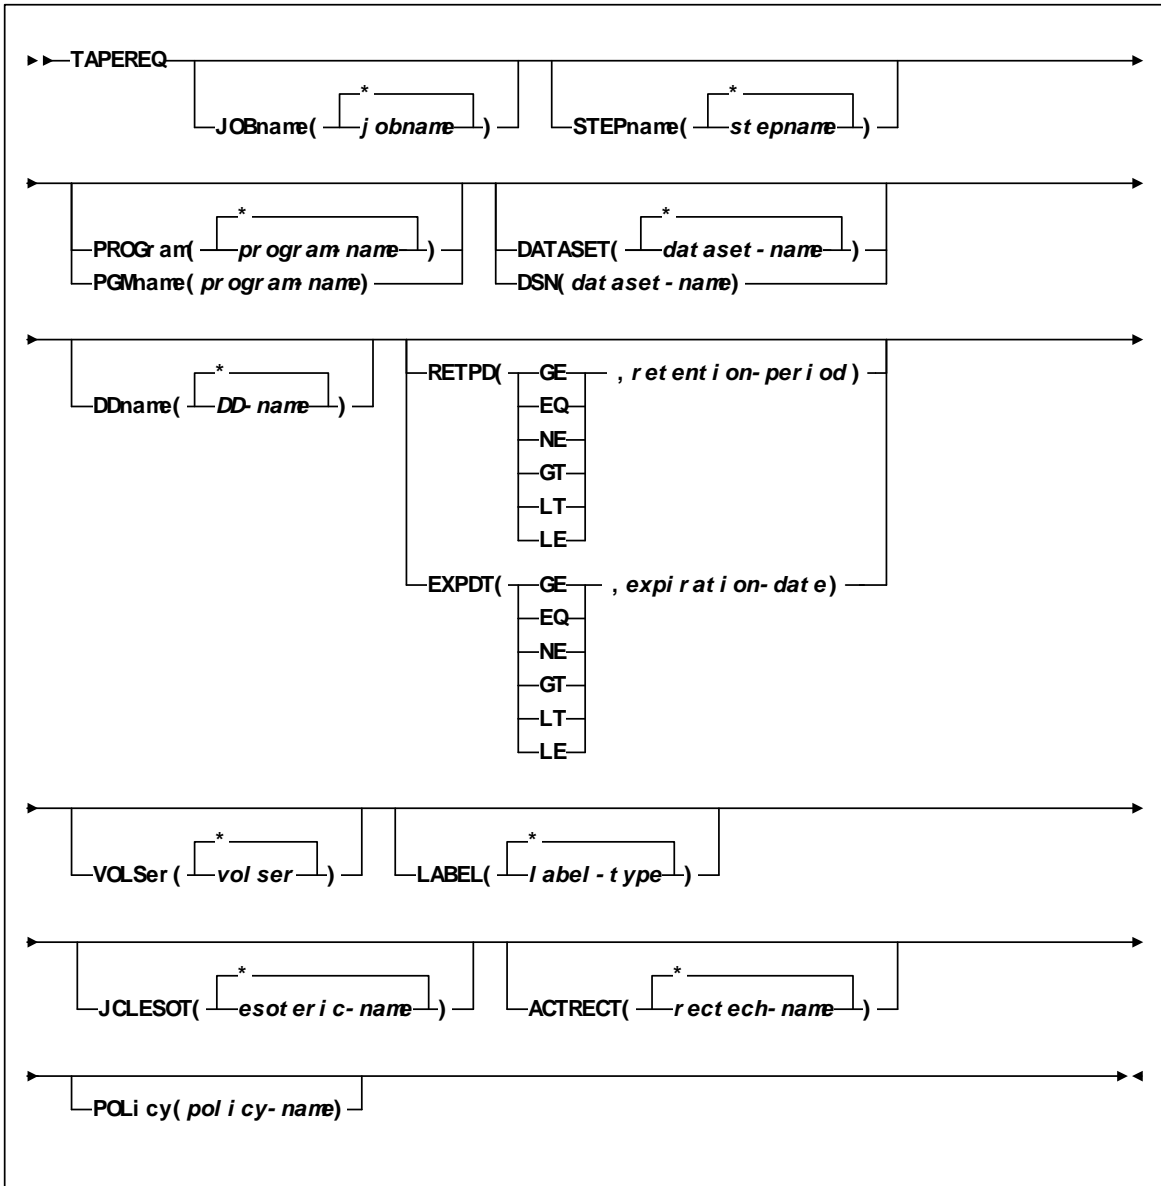 TAPEREQ
* *
JOBname( jobname ) STEPname( stepname )
* *
PROGram( program-name ) DATASET( dataset-name )
PGMname(program-name) DSN(dataset-name)
*
DDname( DD-name ) RETPD( GE , retention-period)
EQ
NE
GT
LT
LE
EXPDT( GE , expiration-date)
EQ
NE
GT
LT
LE
* *
VOLSer( volser ) LABEL( label-type )
* *
JCLESOT( esoteric-name ) ACTRECT( rectech-name )
POLicy(policy-name)